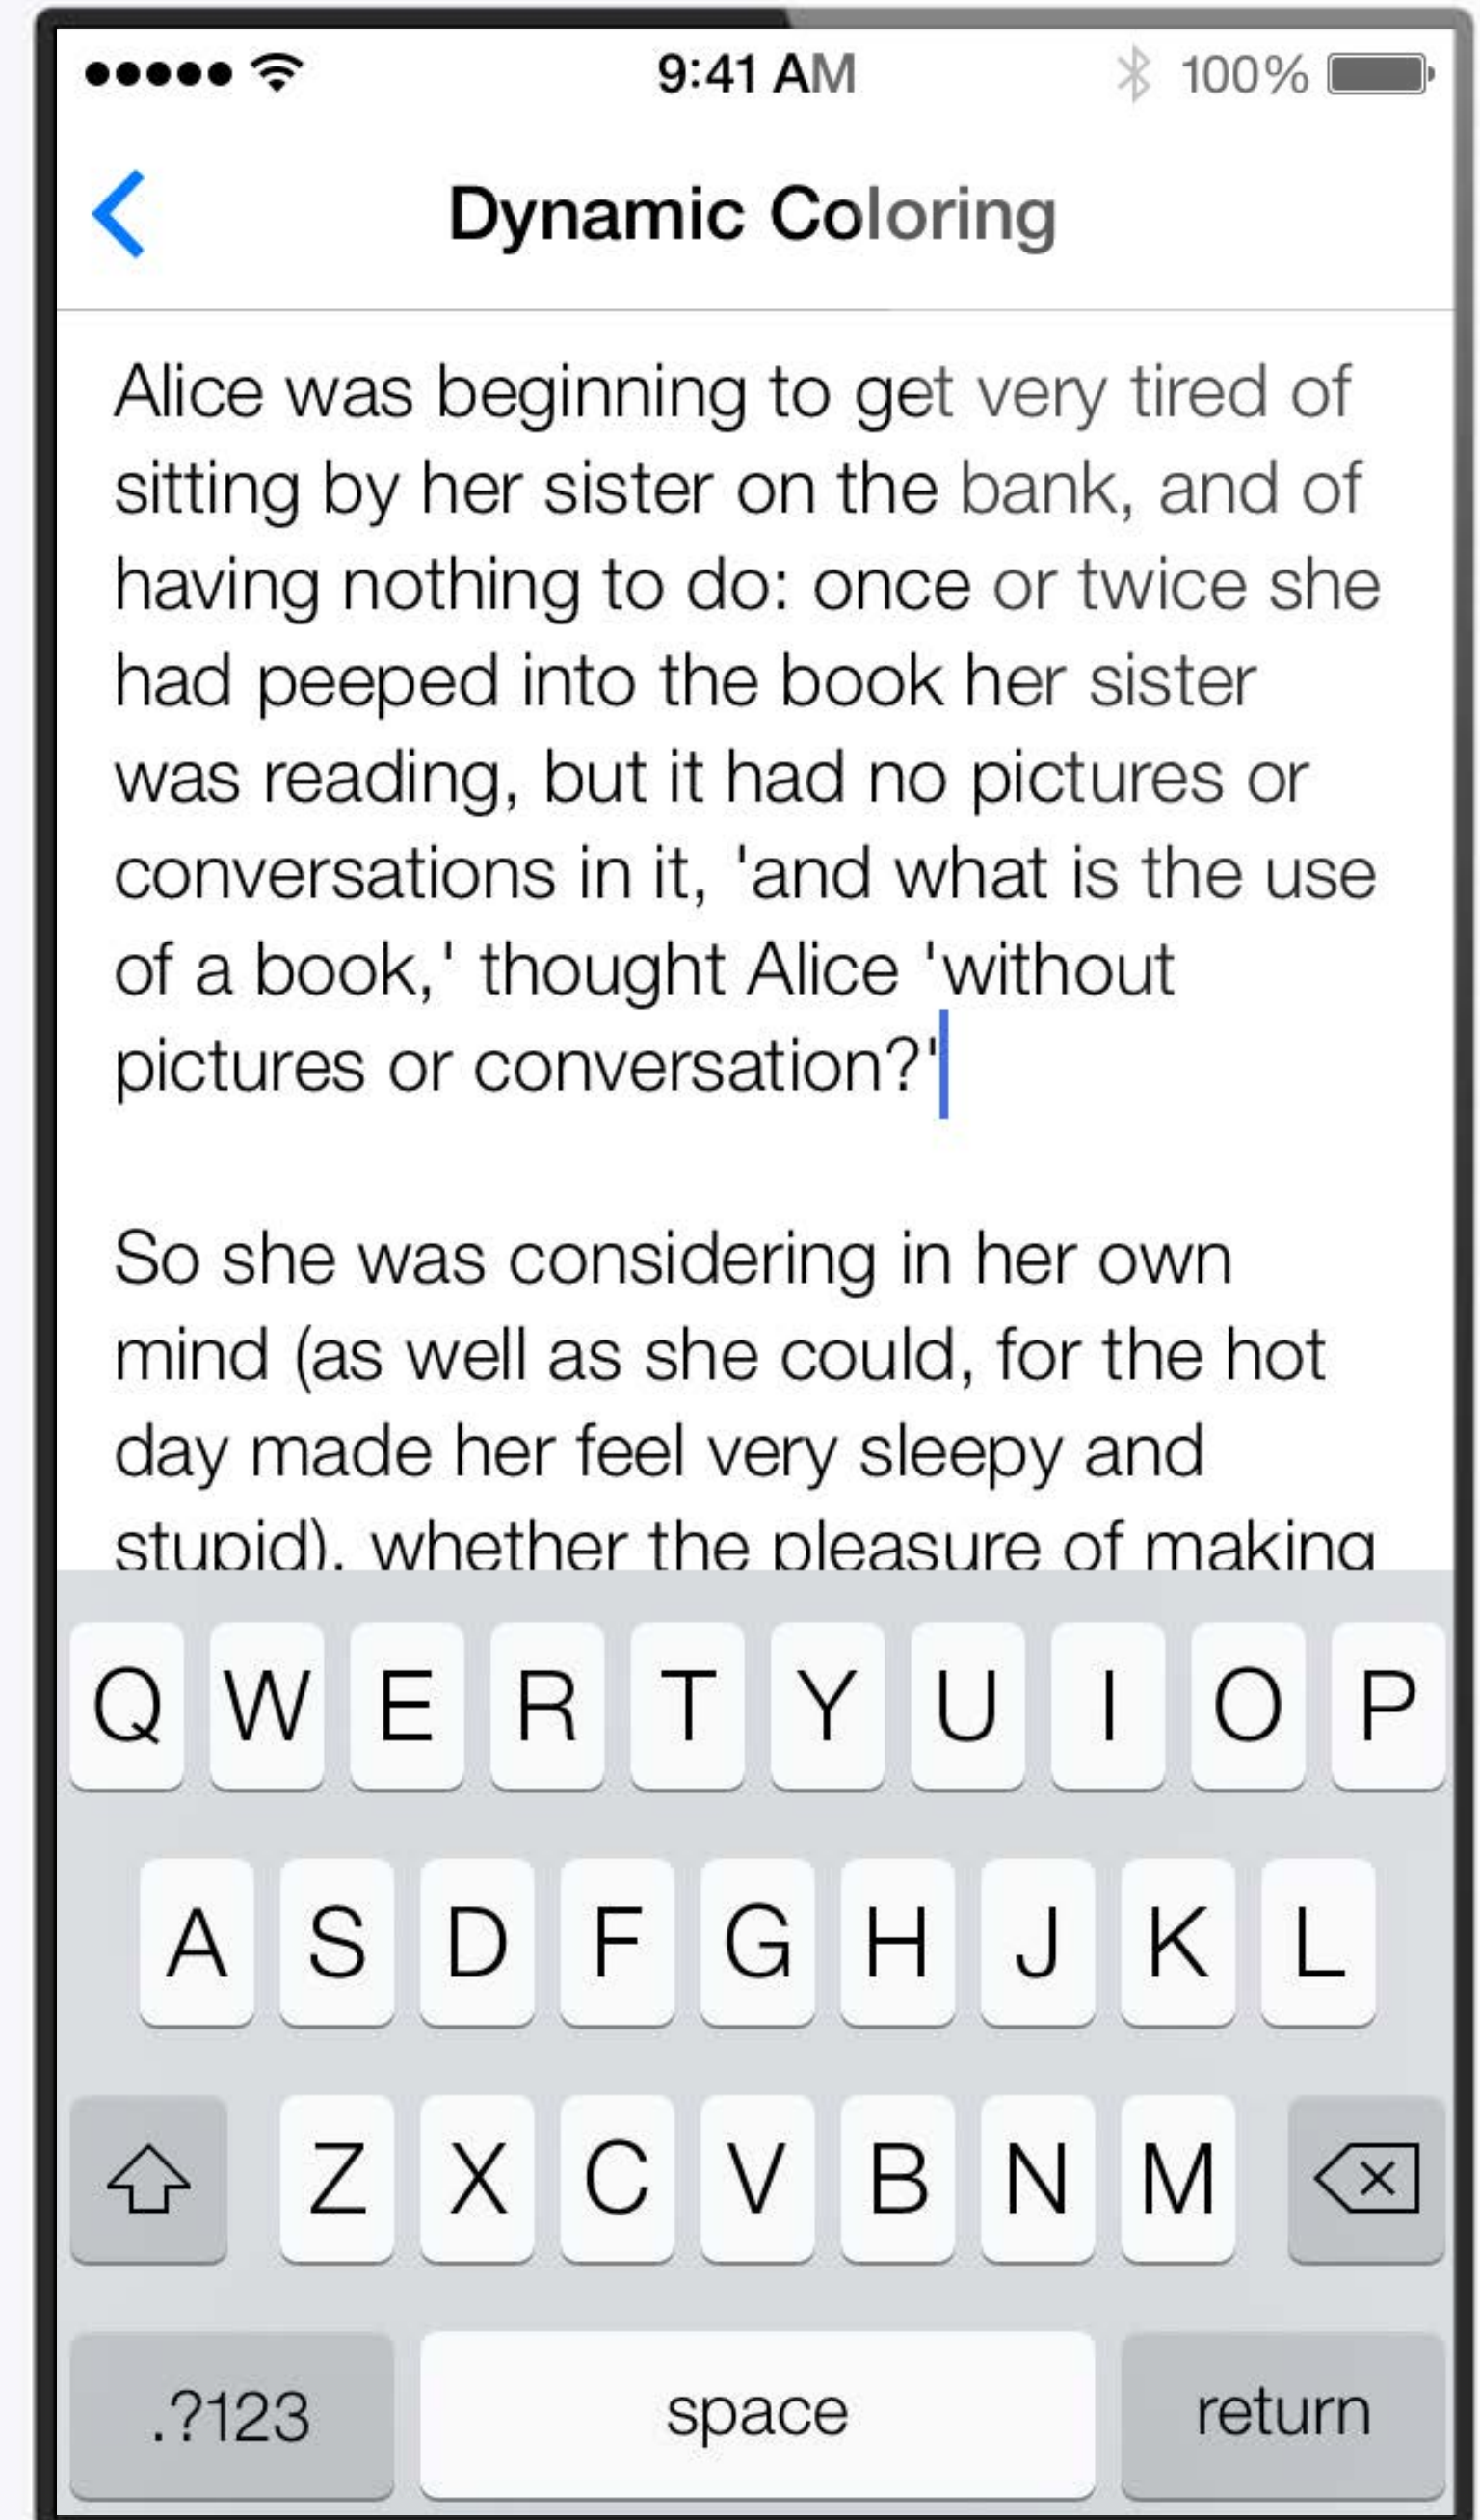 9:41 AM 100%
Dynamic Coloring
Alice was beginning to get very tired of
sitting by her sister on the bank, and of
having nothing to do: once or twice she
had peeped into the book her sister
was reading, but it had no pictures or
conversations in it, 'and what is the use
of a book,' thought Alice 'without
pictures or conversation?'
So she was considering in her own
mind (as well as she could, for the hot
day made her feel very sleepy and
stupid), whether the pleasure of making
Q W E R T Y U I O P
A S D F G H J K L
Z X C V B N M
.?123 space return